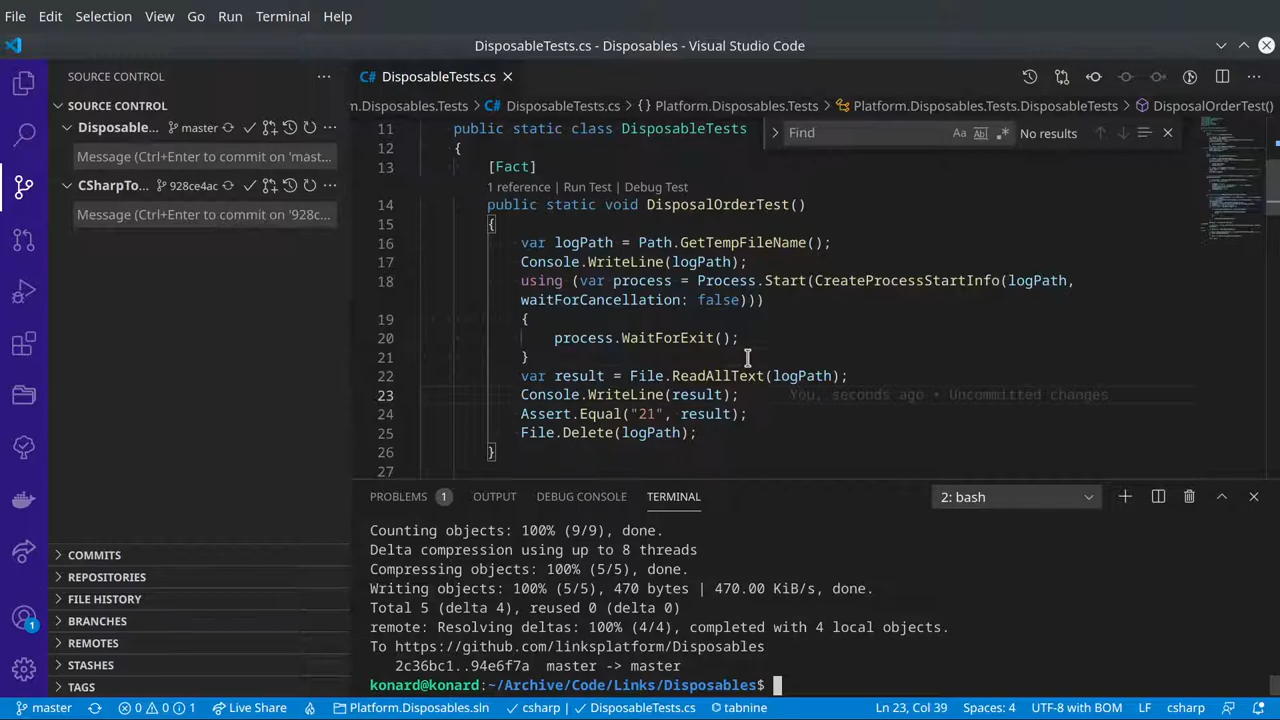 File Edit Selection View Go Run Terminal Help
DisposableTests.cs - Disposables - Visual Studio Code
SOURCE CONTROL
SOURCE CONTROL
Disposable... master
Message (Ctrl+Enter to commit on 'mast...
CSharpTo... 928ce4ac
Message (Ctrl+Enter to commit on '928c...
COMMITS
REPOSITORIES
FILE HISTORY
BRANCHES
REMOTES
STASHES
TAGS
1
C# DisposableTests.cs
m.Disposables.Tests C# DisposableTests.cs {} Platform.Disposables.Tests Platform.Disposables.Tests.DisposableTests DisposalOrderTest()
Find Aa Ab .* No results
11 public static class DisposableTests
12 {
13 [Fact]
1 reference | Run Test | Debug Test
14 public static void DisposalOrderTest()
15 {
16 var logPath = Path.GetTempFileName();
17 Console.WriteLine(logPath);
18 using (var process = Process.Start(CreateProcessStartInfo(logPath,
waitForCancellation: false)))
19 {
20 process.WaitForExit();
21 }
22 var result = File.ReadAllText(logPath);
23 Console.WriteLine(result); You, seconds ago • Uncommitted changes
24 Assert.Equal("21", result);
25 File.Delete(logPath);
26 }
27
PROBLEMS 1 OUTPUT DEBUG CONSOLE TERMINAL 2: bash
Counting objects: 100% (9/9), done.
Delta compression using up to 8 threads
Compressing objects: 100% (5/5), done.
Writing objects: 100% (5/5), 470 bytes | 470.00 KiB/s, done.
Total 5 (delta 4), reused 0 (delta 0)
remote: Resolving deltas: 100% (4/4), completed with 4 local objects.
To https://github.com/linksplatform/Disposables
2c36bc1..94e6f7a master -> master
konard@konard:~/Archive/Code/Links/Disposables$
master 0 0 1 Live Share Platform.Disposables.sln csharp DisposableTests.cs tabnine Ln 23, Col 39 Spaces: 4 UTF-8 with BOM LF csharp